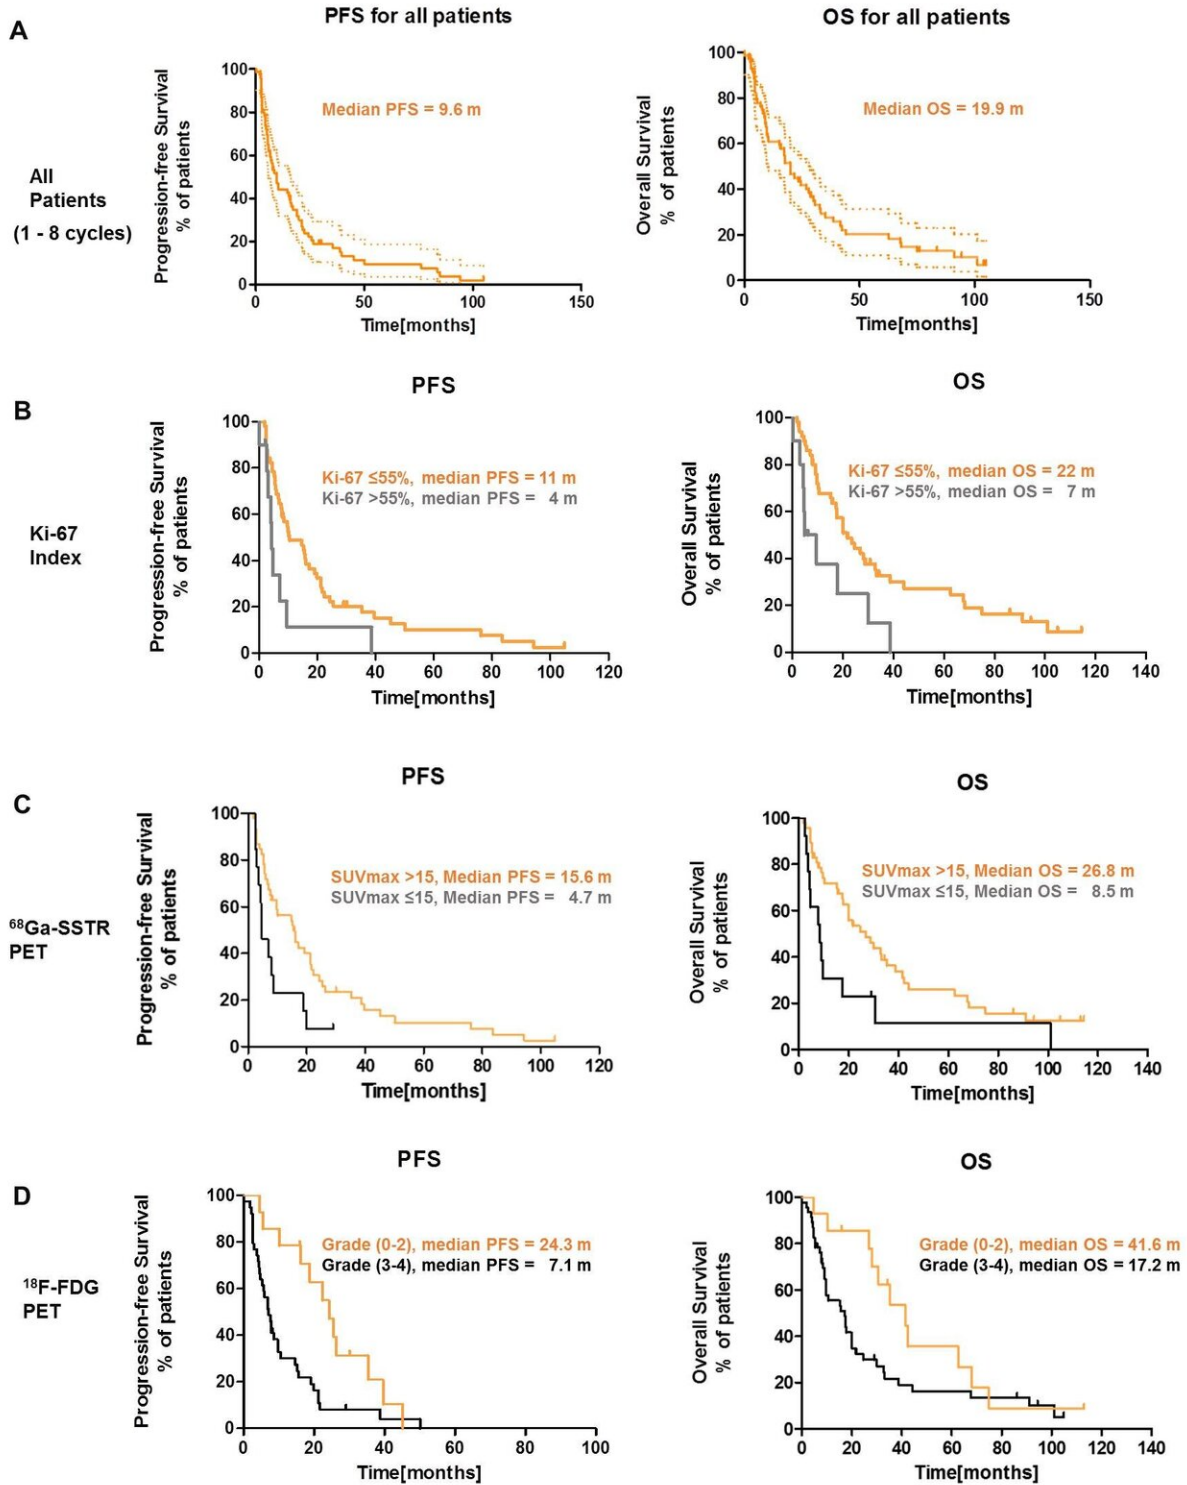 A
PFS for all patients
OS for all patients
All
Patients
(1 - 8 cycles)
Progression-free Survival
% of patients
100
80
60
40
20
0
Median PFS = 9.6 m
0 50 100 150
Time[months]
Overall Survival
% of patients
100
80
60
40
20
0
Median OS = 19.9 m
0 50 100 150
Time[months]
B
PFS
OS
Ki-67
Index
Progression-free Survival
% of patients
100
80
60
40
20
0
Ki-67 ≤55%, median PFS = 11 m
Ki-67 >55%, median PFS = 4 m
0 20 40 60 80 100 120
Time[months]
Overall Survival
% of patients
100
80
60
40
20
0
Ki-67 ≤55%, median OS = 22 m
Ki-67 >55%, median OS = 7 m
0 20 40 60 80 100 120 140
Time[months]
C
PFS
OS
⁶⁸Ga-SSTR
PET
Progression-free Survival
% of patients
100
80
60
40
20
0
SUVmax >15, Median PFS = 15.6 m
SUVmax ≤15, Median PFS = 4.7 m
0 20 40 60 80 100 120
Time[months]
Overall Survival
% of patients
100
80
60
40
20
0
SUVmax >15, Median OS = 26.8 m
SUVmax ≤15, Median OS = 8.5 m
0 20 40 60 80 100 120 140
Time[months]
D
PFS
OS
¹⁸F-FDG
PET
Progression-free Survival
% of patients
100
80
60
40
20
0
Grade (0-2), median PFS = 24.3 m
Grade (3-4), median PFS = 7.1 m
0 20 40 60 80 100
Time[months]
Overall Survival
% of patients
100
80
60
40
20
0
Grade (0-2), median OS = 41.6 m
Grade (3-4), median OS = 17.2 m
0 20 40 60 80 100 120 140
Time[months]